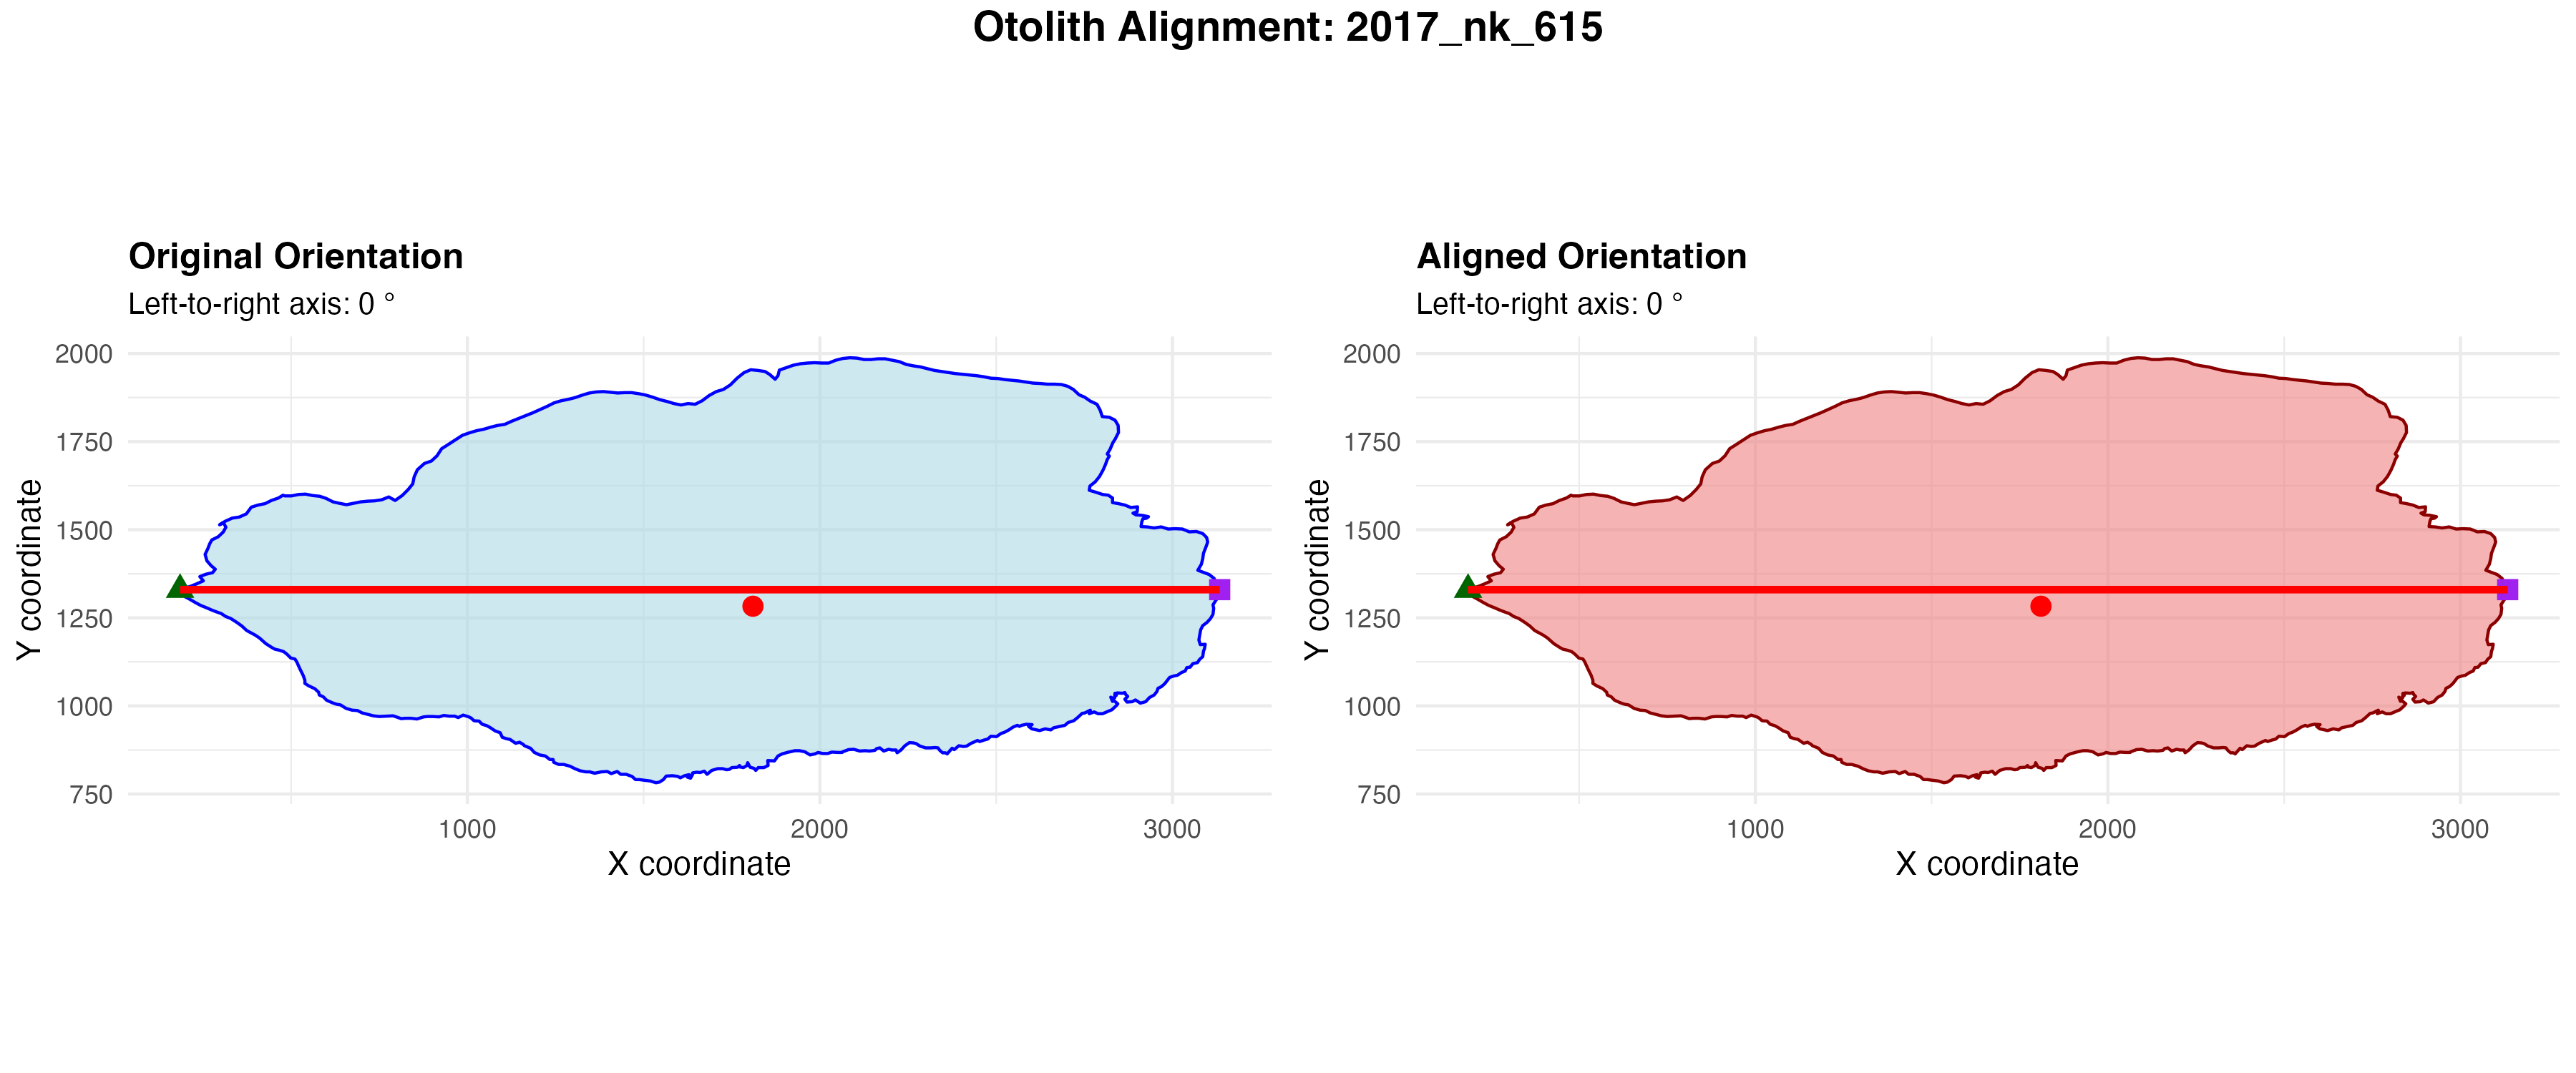 Otolith Alignment: 2017_nk_615
Original Orientation
Left-to-right axis: 0 °
2000
1750
1500
1250
1000
750
Y coordinate
1000
2000
3000
X coordinate
Aligned Orientation
Left-to-right axis: 0 °
2000
1750
1500
1250
1000
750
Y coordinate
1000
2000
3000
X coordinate